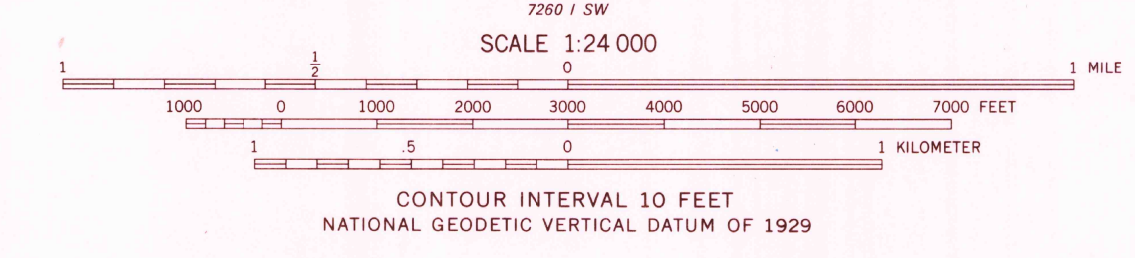 7260 I SW
SCALE 1:24 000
1 1/2 0 1 MILE
1000 0 1000 2000 3000 4000 5000 6000 7000 FEET
1 .5 0 1 KILOMETER
CONTOUR INTERVAL 10 FEET
NATIONAL GEODETIC VERTICAL DATUM OF 1929